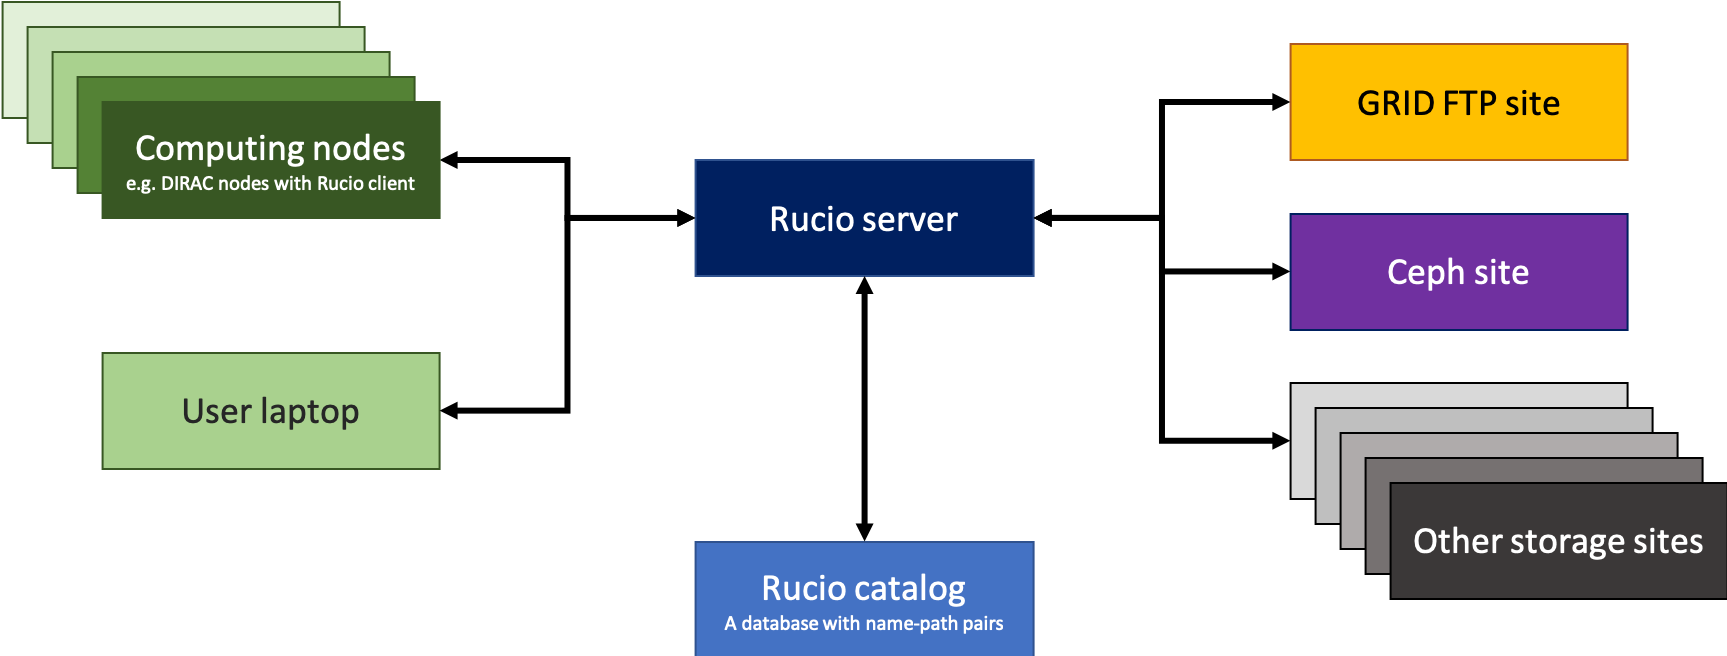 Computing nodes
e.g. DIRAC nodes with Rucio client
User laptop
Rucio server
Rucio catalog
A database with name-path pairs
GRID FTP site
Ceph site
Other storage sites